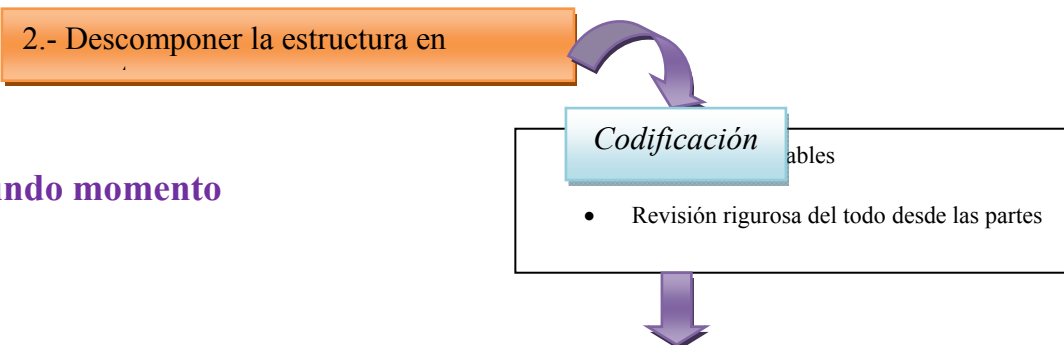 2.- Descomponer la estructura en
Codificación
ables
ndo momento
• Revisión rigurosa del todo desde las partes